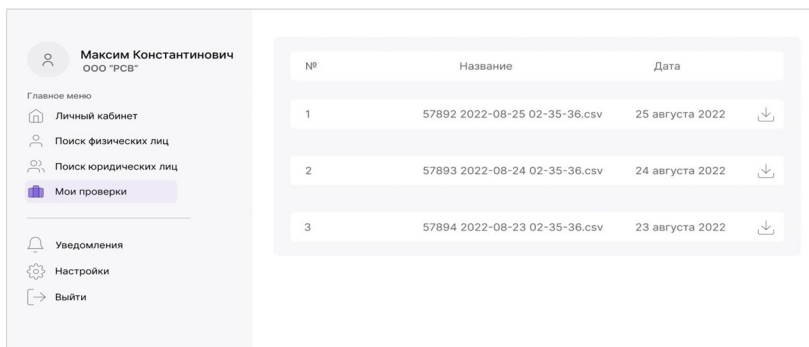 Максим Константинович
ООО "РСВ"
Главное меню
Личный кабинет
Поиск физических лиц
Поиск юридических лиц
Мои проверки
Уведомления
Настройки
Выйти
№ Название Дата
1 57892 2022-08-25 02-35-36.csv 25 августа 2022
2 57893 2022-08-24 02-35-36.csv 24 августа 2022
3 57894 2022-08-23 02-35-36.csv 23 августа 2022